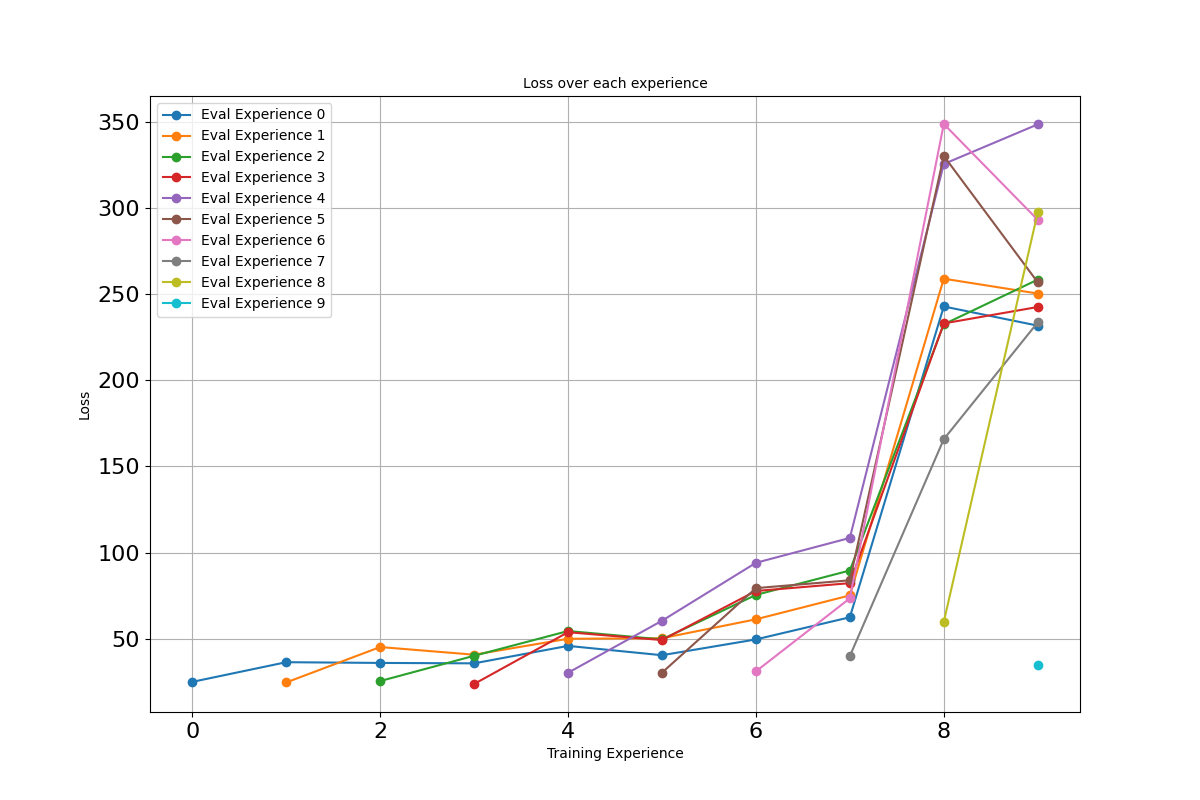 Loss over each experience
Eval Experience 0
Eval Experience 1
Eval Experience 2
Eval Experience 3
Eval Experience 4
Eval Experience 5
Eval Experience 6
Eval Experience 7
Eval Experience 8
Eval Experience 9
350
300
250
200
150
100
50
Loss
0 2 4 6 8
Training Experience